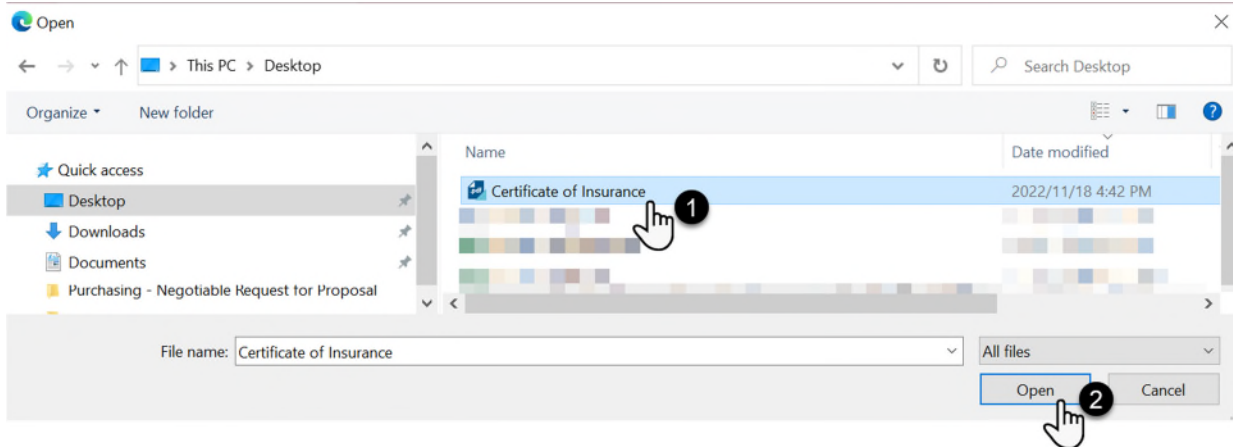 Open
This PC > Desktop
Search Desktop
Organize
New folder
?
Name
Date modified
Quick access
Desktop
Downloads
Documents
Purchasing - Negotiable Request for Proposal
Certificate of Insurance
2022/11/18 4:42 PM
1
File name: Certificate of Insurance
All files
Open
Cancel
2